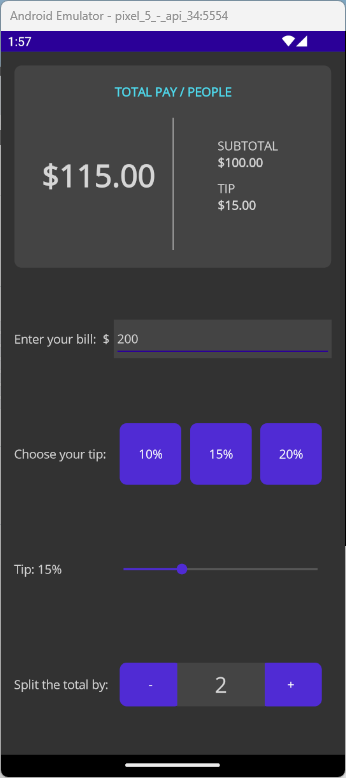 Android Emulator - pixel_5_-_api_34:5554
1:57
TOTAL PAY / PEOPLE
$115.00
SUBTOTAL
$100.00
TIP
$15.00
Enter your bill: $ 200
Choose your tip: 10% 15% 20%
Tip: 15%
Split the total by: - 2 +